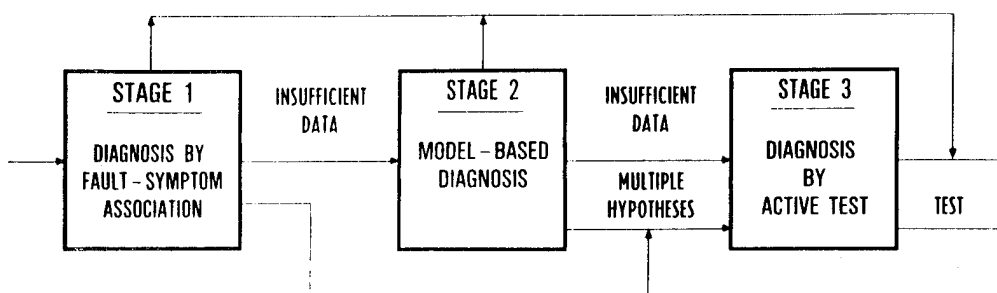 STAGE 1
DIAGNOSIS BY
FAULT-SYMPTOM
ASSOCIATION
INSUFFICIENT
DATA
STAGE 2
MODEL-BASED
DIAGNOSIS
INSUFFICIENT
DATA
MULTIPLE
HYPOTHESES
STAGE 3
DIAGNOSIS
BY
ACTIVE TEST
TEST